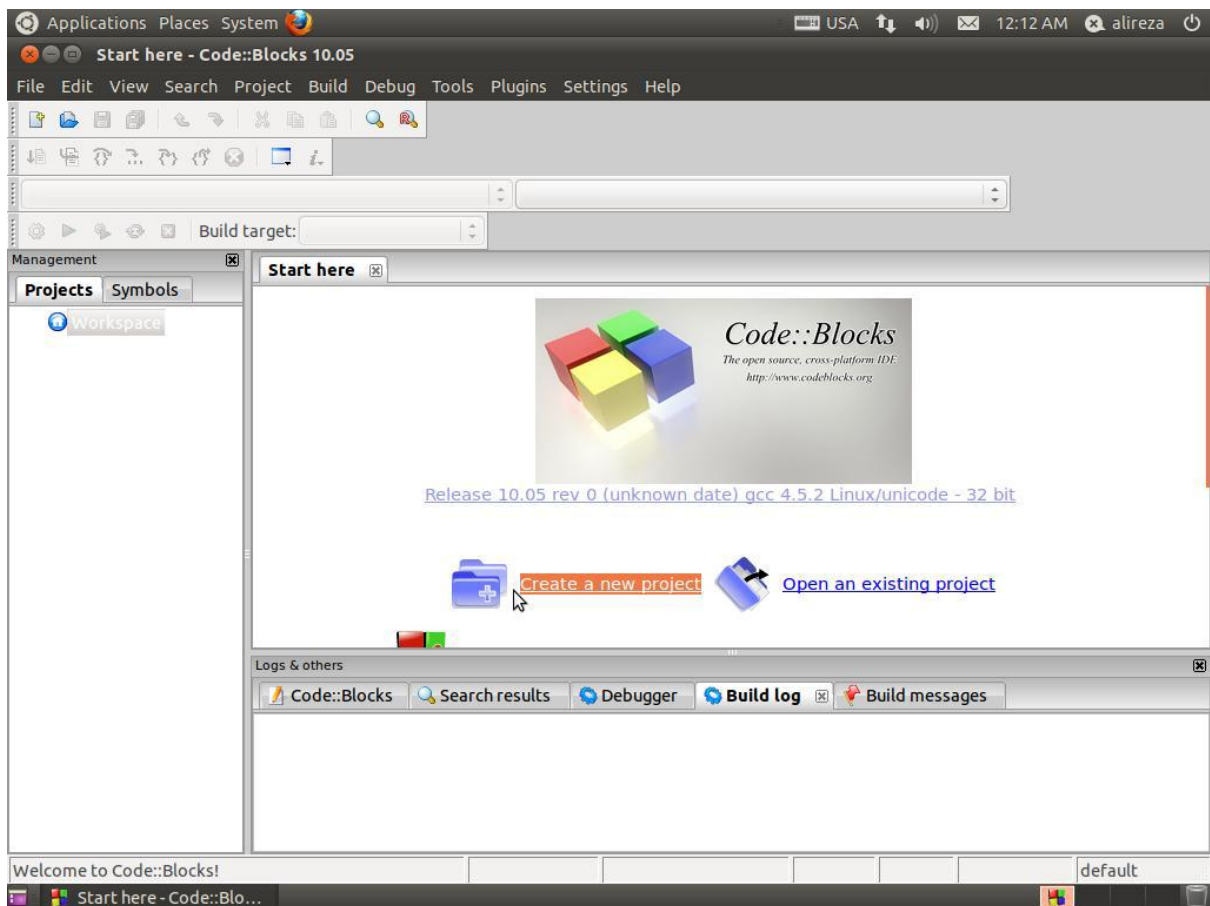 Applications Places System USA 12:12 AM alireza
Start here - Code::Blocks 10.05
File Edit View Search Project Build Debug Tools Plugins Settings Help
Build target:
Management
Projects Symbols
Workspace
Start here
Code::Blocks
The open source, cross-platform IDE
http://www.codeblocks.org
Release 10.05 rev 0 (unknown date) gcc 4.5.2 Linux/unicode - 32 bit
Create a new project Open an existing project
Logs & others
Code::Blocks Search results Debugger Build log Build messages
Welcome to Code::Blocks! default
Start here - Code::Blo...